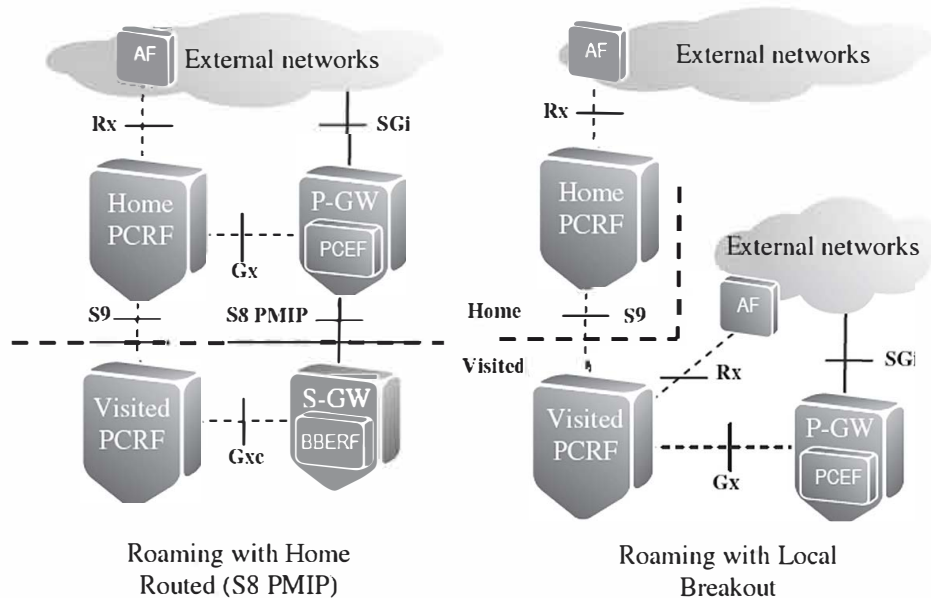 AF
External networks
Rx
SGi
Home
PCRF
P-GW
PCEF
Gx
S9
S8 PMIP
Visited
PCRF
S-GW
BBERF
Gxc
Roaming with Home
Routed (S8 PMIP)
AF
External networks
Rx
Home
PCRF
External networks
AF
Home
S9
Visited
SGi
Rx
Visited
PCRF
P-GW
PCEF
Gx
Roaming with Local
Breakout